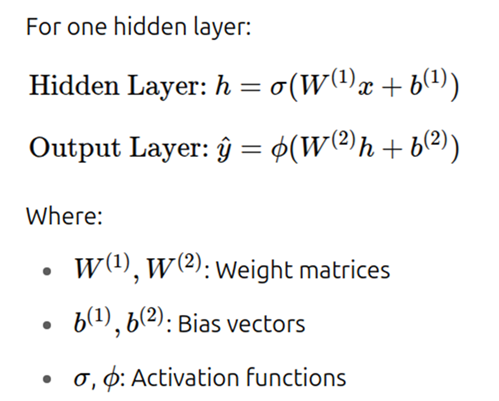 For one hidden layer:
Hidden Layer: h = σ(W⁽¹⁾x + b⁽¹⁾)
Output Layer: ŷ = ϕ(W⁽²⁾h + b⁽²⁾)
Where:
• W⁽¹⁾, W⁽²⁾: Weight matrices
• b⁽¹⁾, b⁽²⁾: Bias vectors
• σ, ϕ: Activation functions